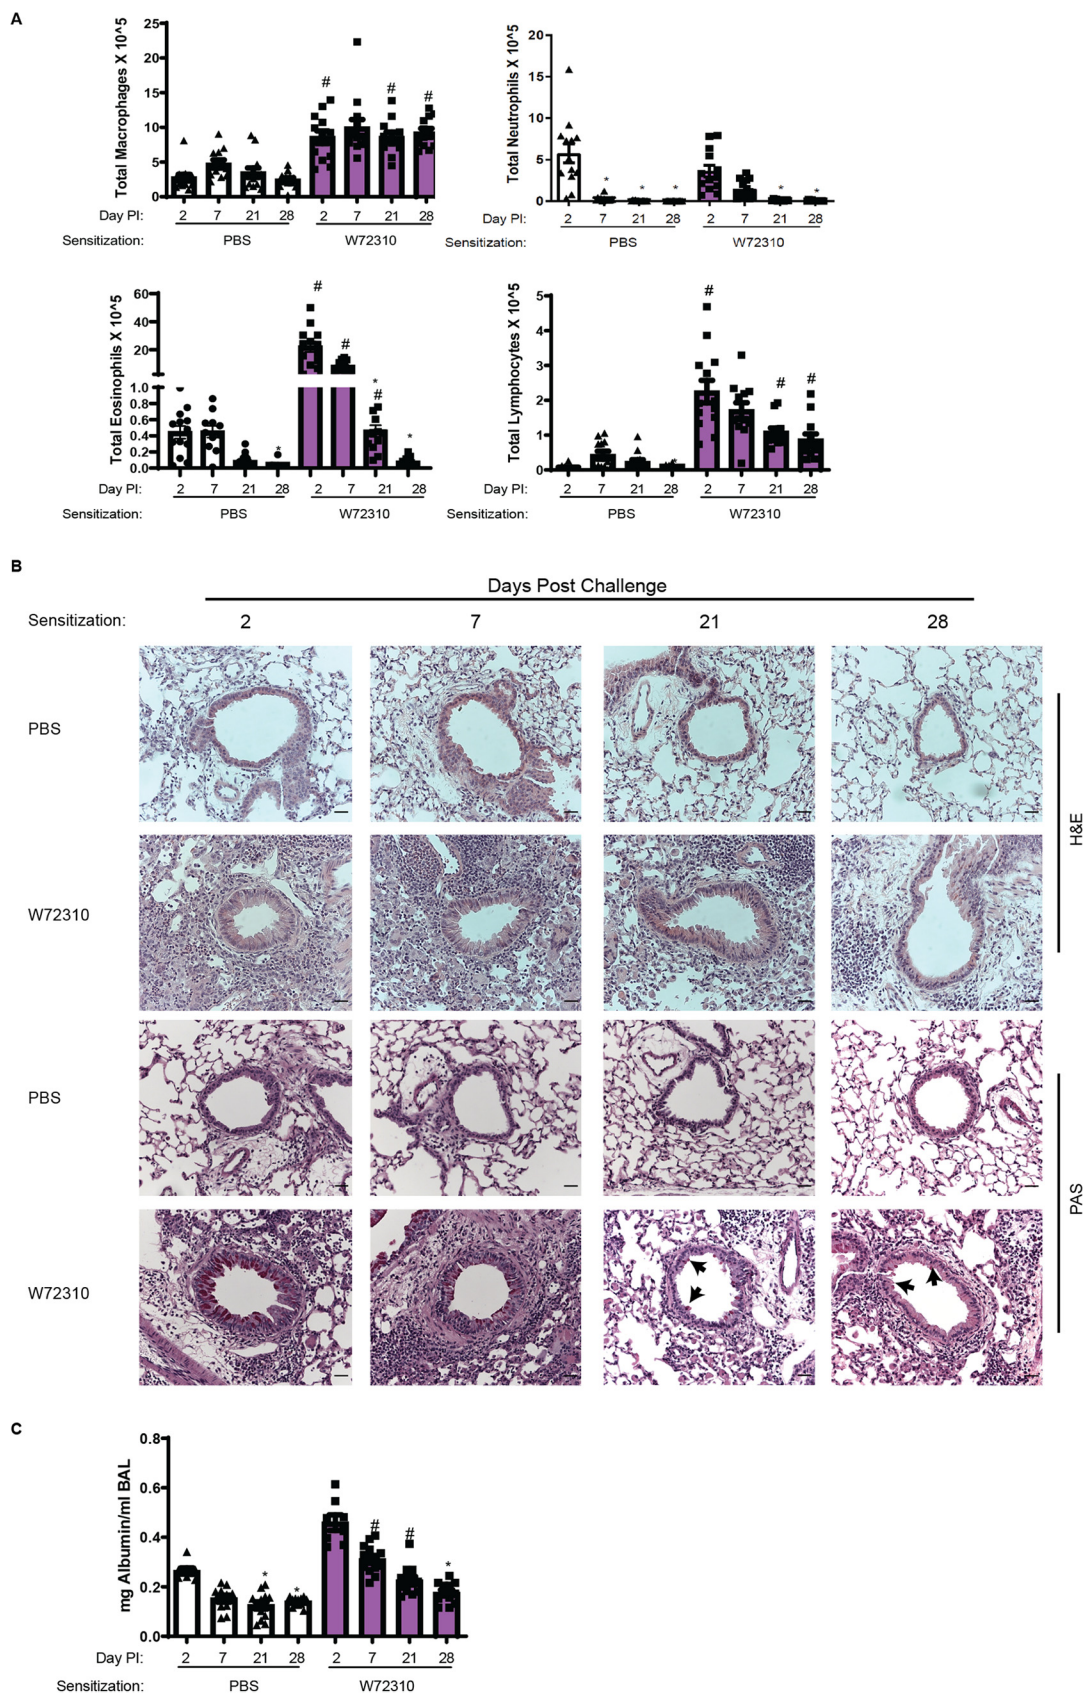 A
Total Macrophages X 10^5
25
20
15
10
5
0
# # #
Day PI: 2 7 21 28 2 7 21 28
Sensitization: PBS W72310
Total Neutrophils X 10^5
20
15
10
5
0
* * * * *
Day PI: 2 7 21 28 2 7 21 28
Sensitization: PBS W72310
Total Eosinophils X 10^5
60
40
20
1.0
0.8
0.6
0.4
0.2
0.0
* # # * # *
Day PI: 2 7 21 28 2 7 21 28
Sensitization: PBS W72310
Total Lymphocytes X 10^5
5
4
3
2
1
0
* # # #
Day PI: 2 7 21 28 2 7 21 28
Sensitization: PBS W72310
B
Days Post Challenge
Sensitization: 2 7 21 28
PBS
W72310
H&E
PBS
W72310
PAS
C
mg Albumin/ml BAL
0.8
0.6
0.4
0.2
0.0
* * # # *
Day PI: 2 7 21 28 2 7 21 28
Sensitization: PBS W72310